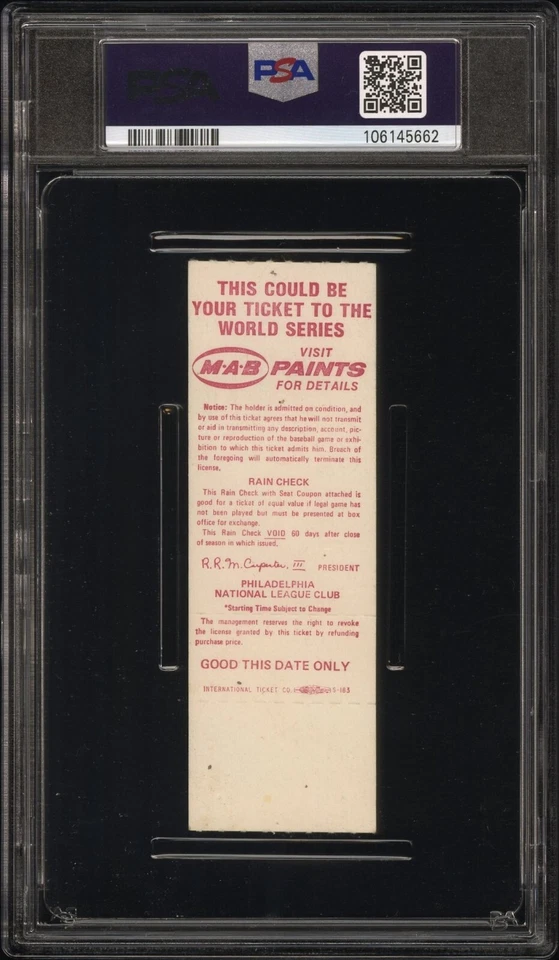 PSA
106145662
THIS COULD BE
YOUR TICKET TO THE
WORLD SERIES
M·A·B PAINTS
VISIT
FOR DETAILS
Notice: The holder is admitted on condition, and
by use of this ticket agrees that he will not transmit
or aid in transmitting any description, account, pic-
ture or reproduction of the baseball game or exhi-
bition to which this ticket admits him. Breach of
the foregoing will automatically terminate this
license.
RAIN CHECK
This Rain Check with Seat Coupon attached is
good for a ticket of equal value if legal game has
not been played but must be presented at box
office for exchange.
This Rain Check VOID 60 days after close
of season in which issued.
R.R.M. Carpenter, III PRESIDENT
PHILADELPHIA
NATIONAL LEAGUE CLUB
*Starting Time Subject to Change
The management reserves the right to revoke
the license granted by this ticket by refunding
purchase price.
GOOD THIS DATE ONLY
INTERNATIONAL TICKET CO. 15-183